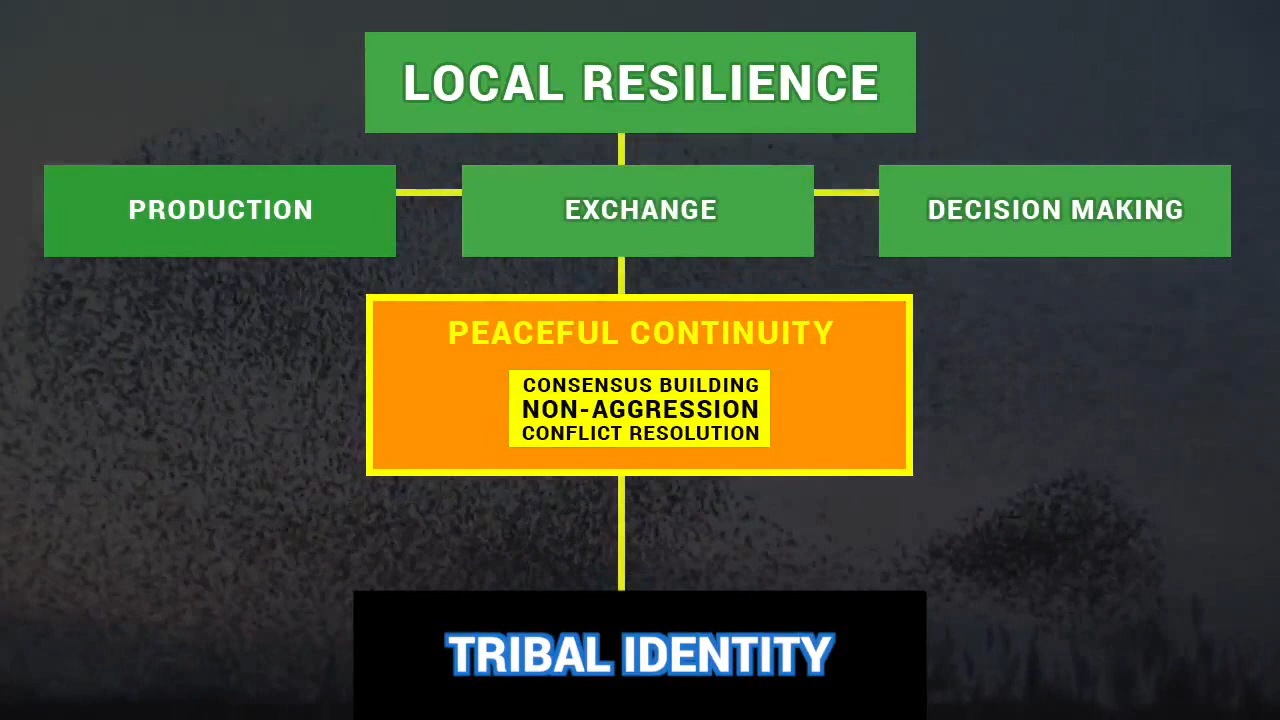 LOCAL RESILIENCE
PRODUCTION
EXCHANGE
DECISION MAKING
PEACEFUL CONTINUITY
CONSENSUS BUILDING
NON-AGGRESSION
CONFLICT RESOLUTION
TRIBAL IDENTITY